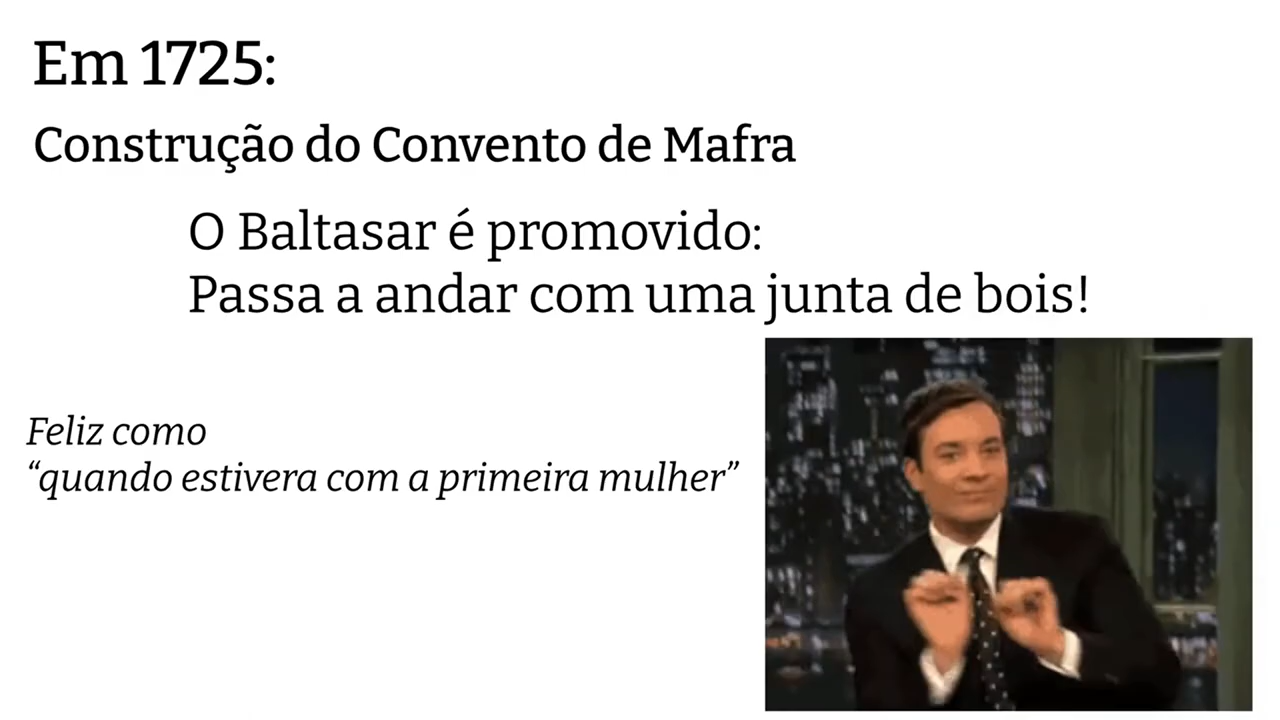 Em 1725:
Construção do Convento de Mafra
O Baltasar é promovido:
Passa a andar com uma junta de bois!
Feliz como
“quando estivera com a primeira mulher”